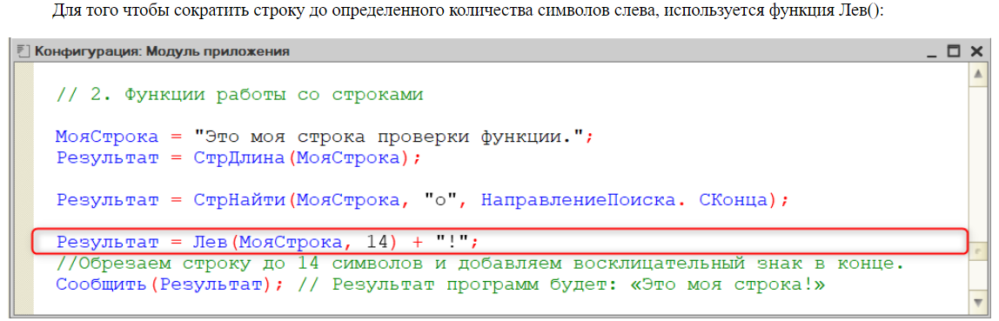 Для того чтобы сократить строку до определенного количества символов слева, используется функция Лев():
Конфигурация: Модуль приложения
// 2. Функции работы со строками
МояСтрока = "Это моя строка проверки функции.";
Результат = СтрДлина(МояСтрока);
Результат = СтрНайти(МояСтрока, "о", НаправлениеПоиска. СКонца);
Результат = Лев(МояСтрока, 14) + "!";
//Обрезаем строку до 14 символов и добавляем восклицательный знак в конце.
Сообщить(Результат); // Результат программ будет: «Это моя строка!»